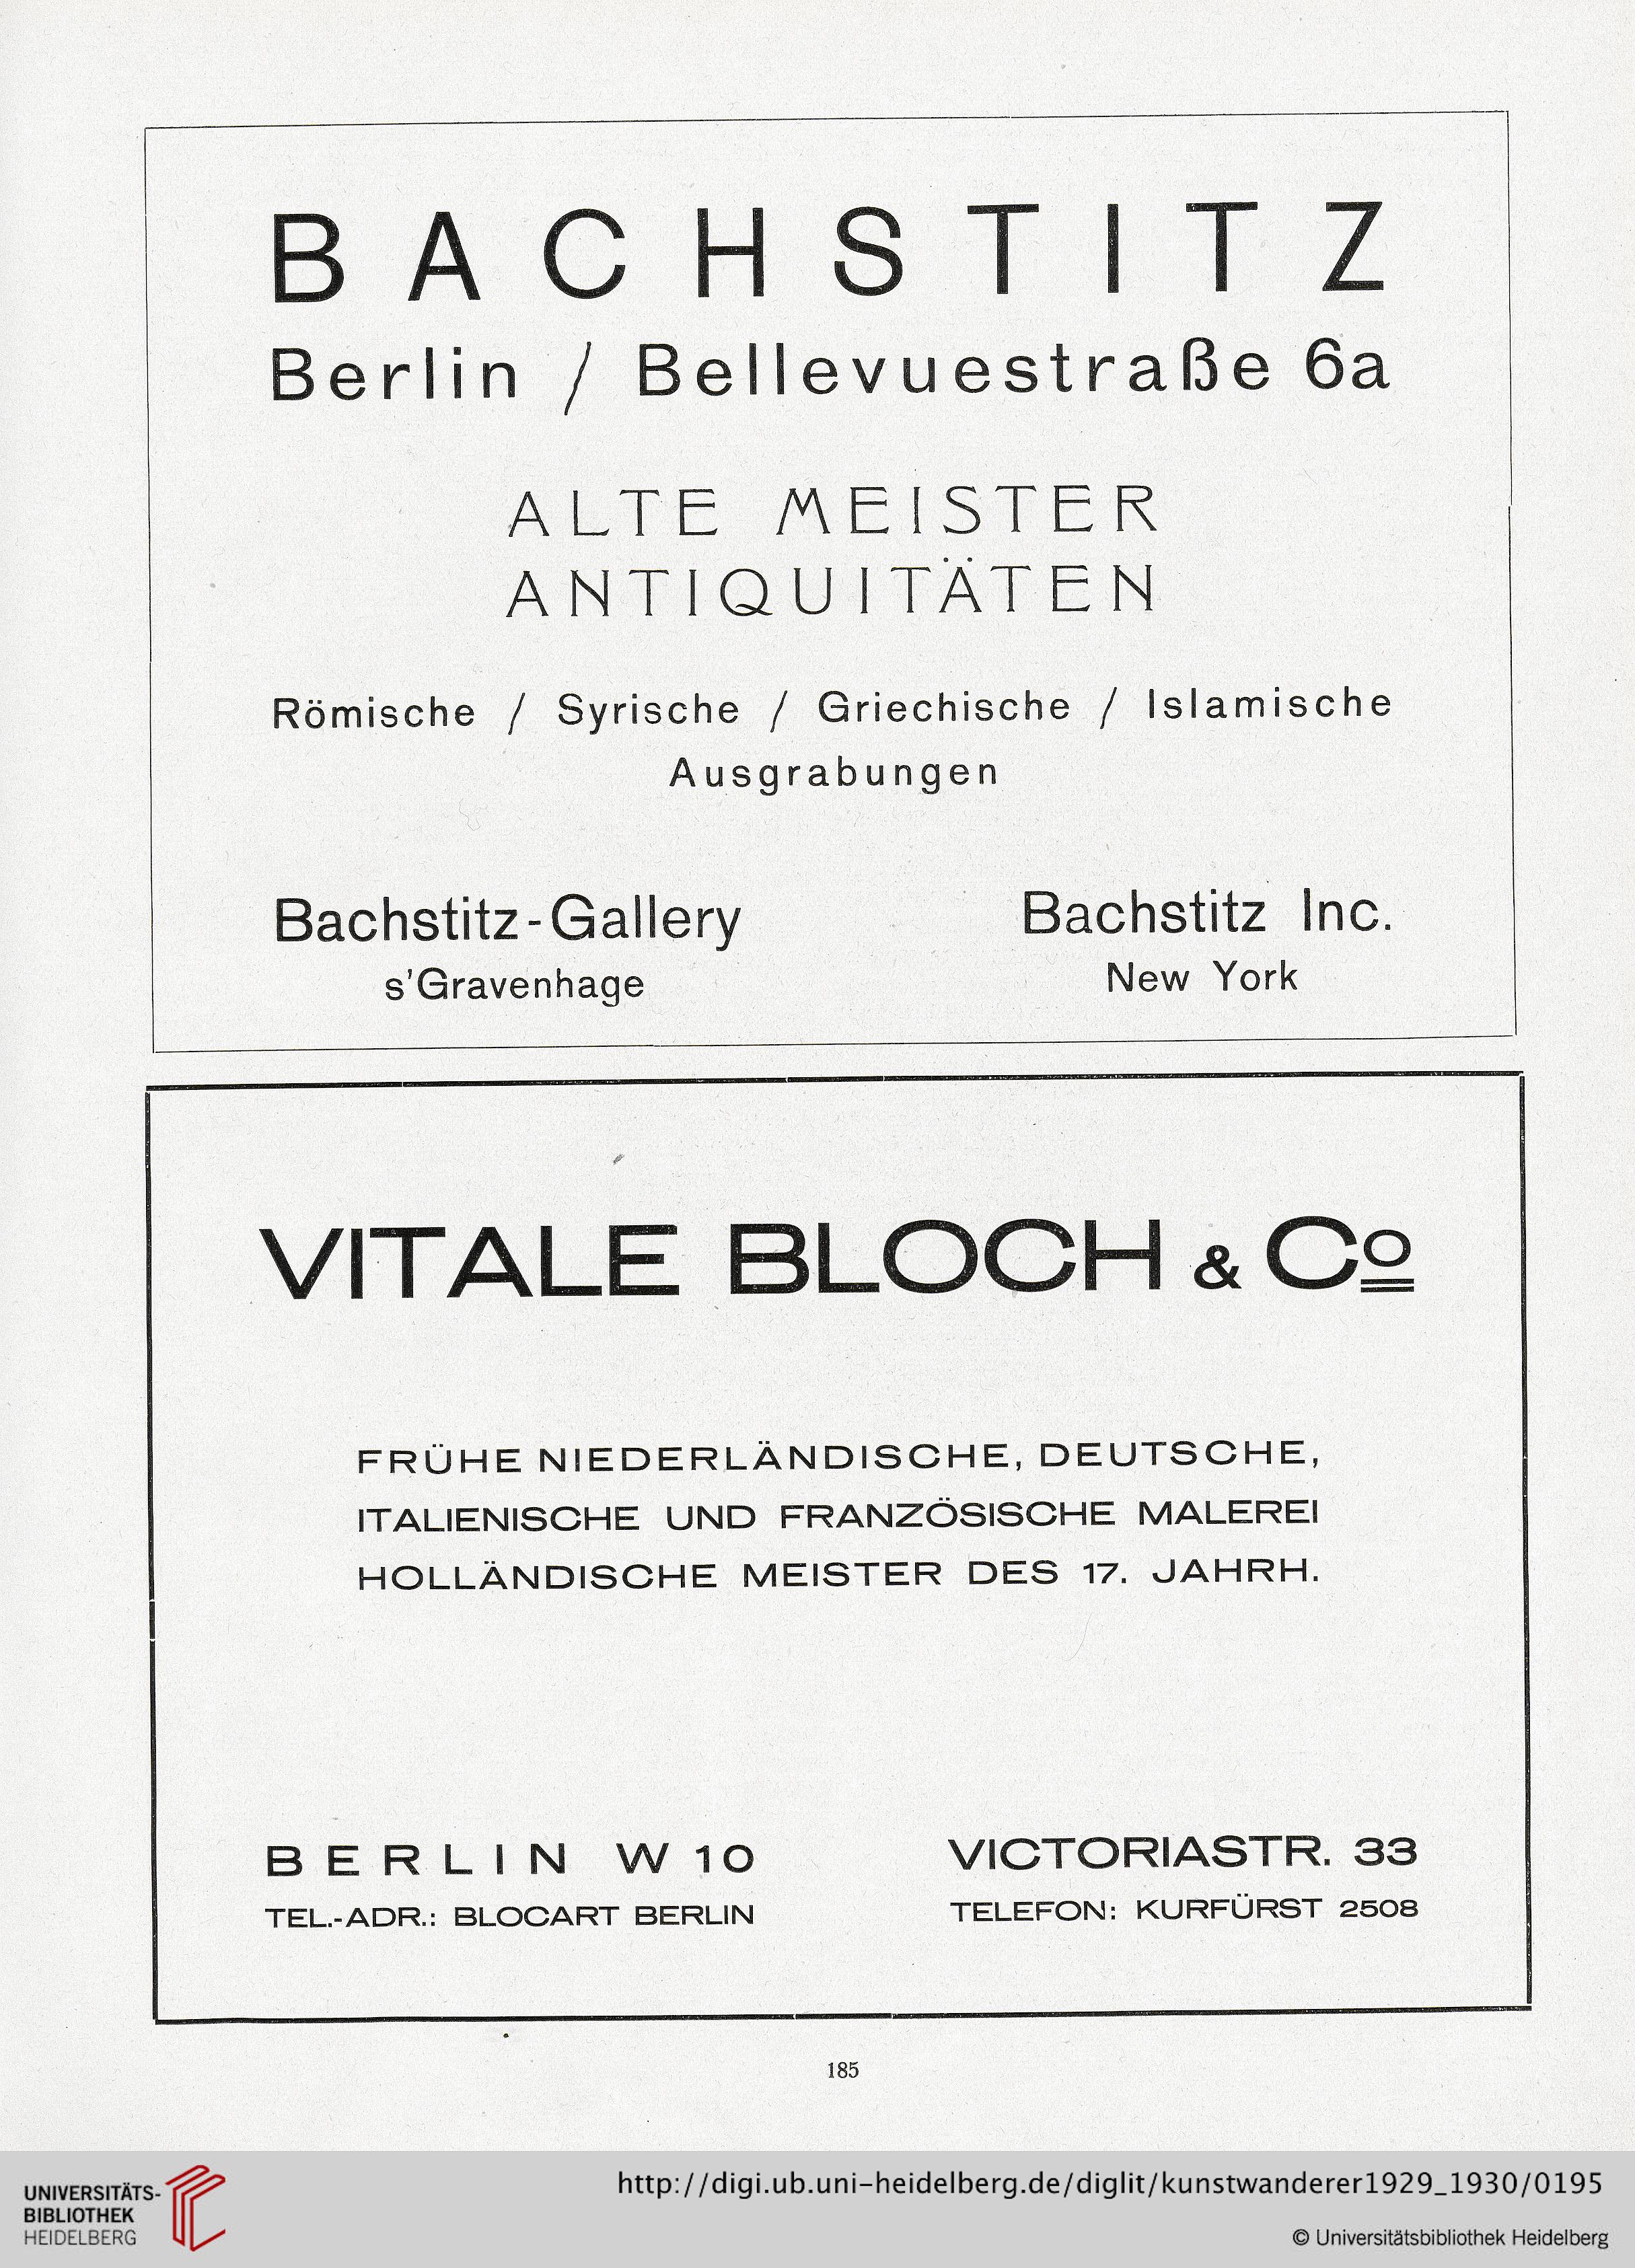 BACHSTITZ
Berlin / Bellevuestraße 6a
ALTE MEISTER
ANTIQUITÄTEN
Römische / Syrische / Griechische / Islamische
Ausgrabungen
Bachstitz-Gallery
s'Gravenhage
Bachstitz Inc.
New York
VITALE BLOCH & Co
FRÜHE NIEDERLÄNDISCHE, DEUTSCHE,
ITALIENISCHE UND FRANZÖSISCHE MALEREI
HOLLÄNDISCHE MEISTER DES 17. JAHRH.
BERLIN W 10
TEL.-ADR.: BLOCART BERLIN
VICTORIASTR. 33
TELEFON: KURFÜRST 2508
185
UNIVERSITÄTS-
BIBLIOTHEK
HEIDELBERG
http://digi.ub.uni-heidelberg.de/diglit/kunstwanderer1929_1930/0195
© Universitätsbibliothek Heidelberg